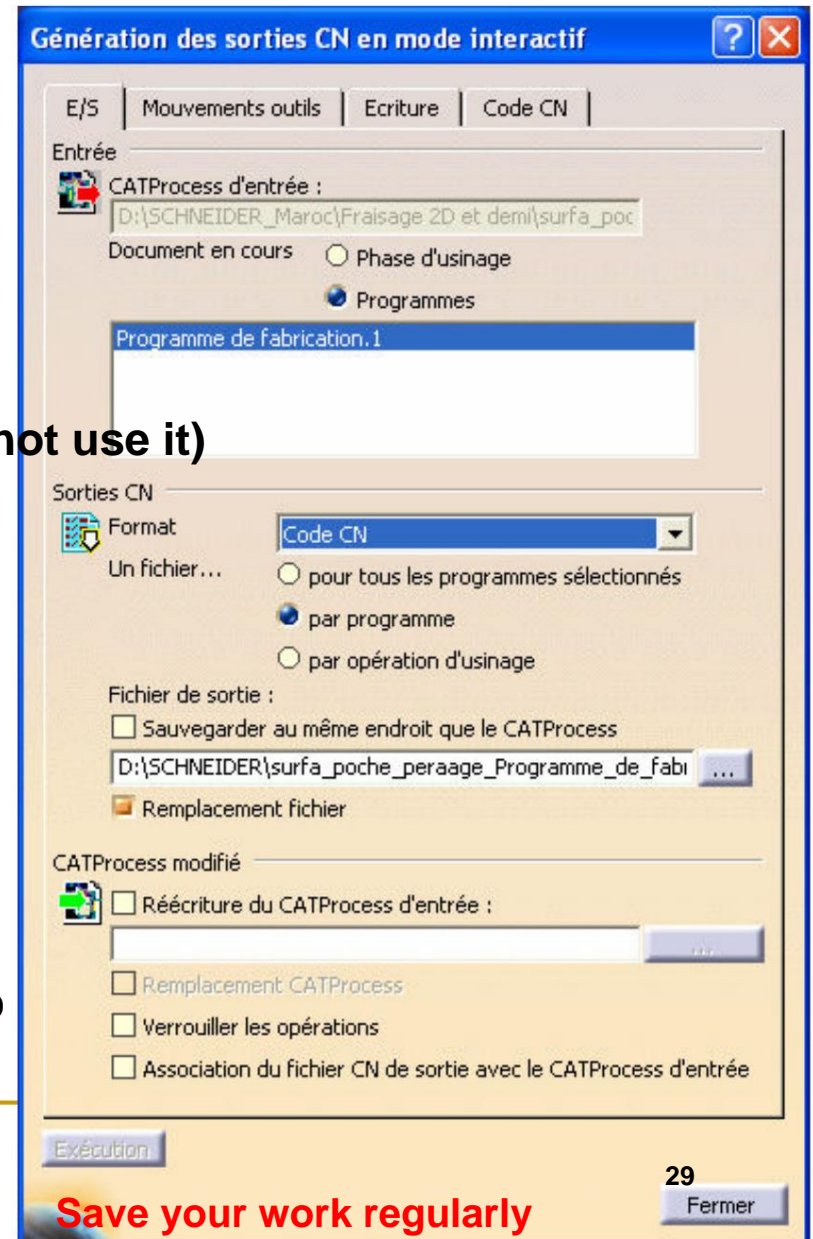 Génération des sorties CN en mode interactif
E/S
Mouvements outils
Ecriture
Code CN
Entrée
CATProcess d'entrée :
D:\SCHNEIDER_Maroc\Fraisage 2D et demi\surfa_poc
Document en cours
Phase d'usinage
Programmes
Programme de fabrication.1
not use it)
Sorties CN
Format
Code CN
Un fichier...
pour tous les programmes sélectionnés
par programme
par opération d'usinage
Fichier de sortie :
Sauvegarder au même endroit que le CATProcess
D:\SCHNEIDER\surfa_poche_peraage_Programme_de_fabr
...
Remplacement fichier
CATProcess modifié
Réécriture du CATProcess d'entrée :
...
Remplacement CATProcess
Verrouiller les opérations
Association du fichier CN de sortie avec le CATProcess d'entrée
Exécution
29
Fermer
Save your work regularly